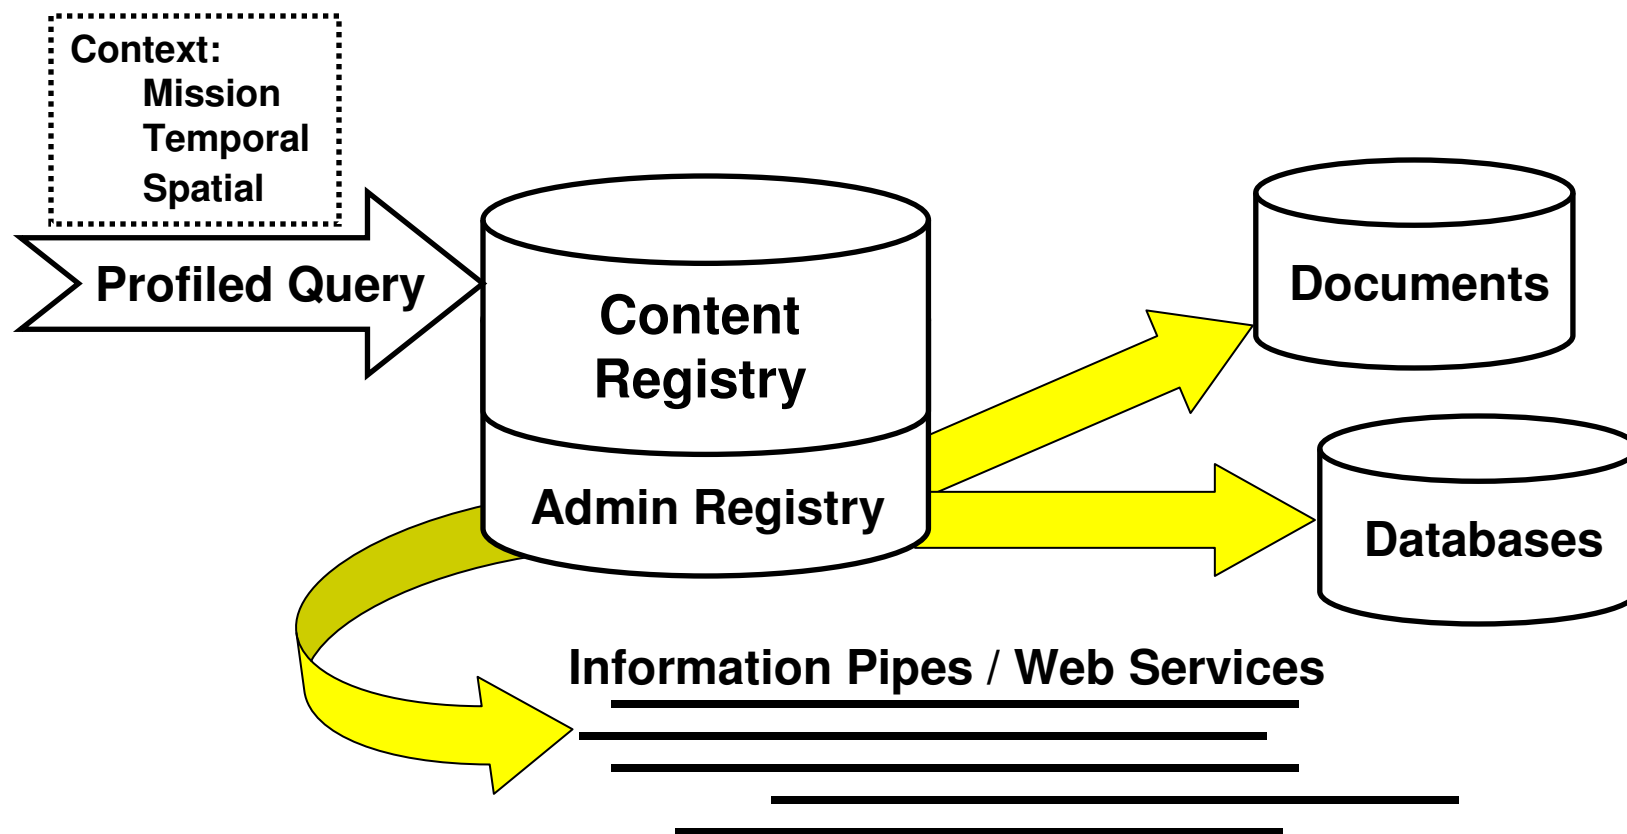 Context:
Mission
Temporal
Spatial
Profiled Query
Content
Registry
Admin Registry
Documents
Databases
Information Pipes / Web Services